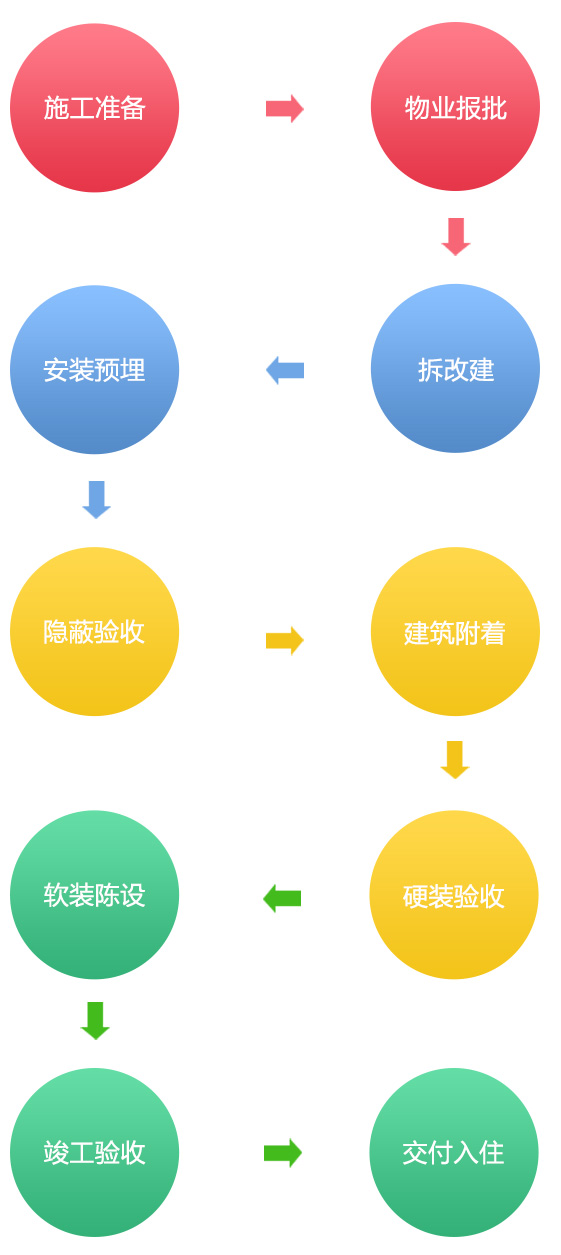 施工准备
物业报批
拆改建
安装预埋
隐蔽验收
建筑附着
硬装验收
软装陈设
竣工验收
交付入住